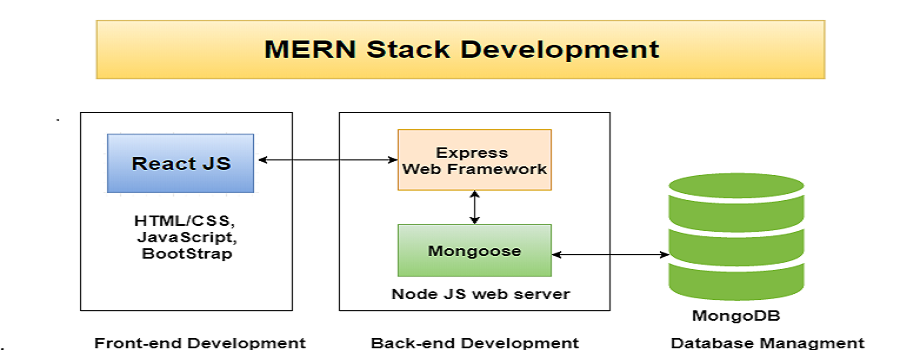 MERN Stack Development
React JS
HTML/CSS,
JavaScript,
BootStrap
Express
Web Framework
Mongoose
Node JS web server
MongoDB
Front-end Development
Back-end Development
Database Managment